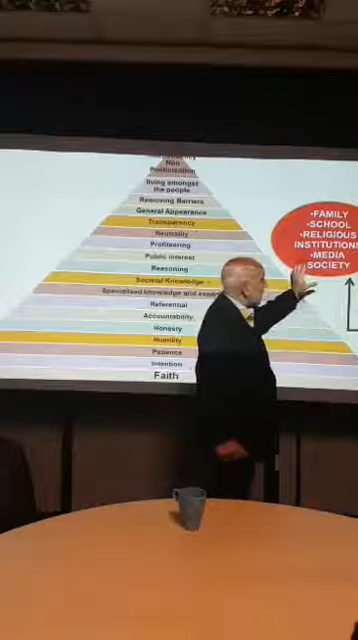 Non
Politicization
living amongst
the people
Removing Barriers
General Appearance
Transparency
Neutrality
Profiteering
Public interest
Reasoning
Societal Knowledge
Specialised knowledge and
Referential
Accountability
Honesty
Humility
Patience
Intention
Faith
•FAMILY
•SCHOOL
•RELIGIOUS
INSTITUTIONS
•MEDIA
SOCIETY